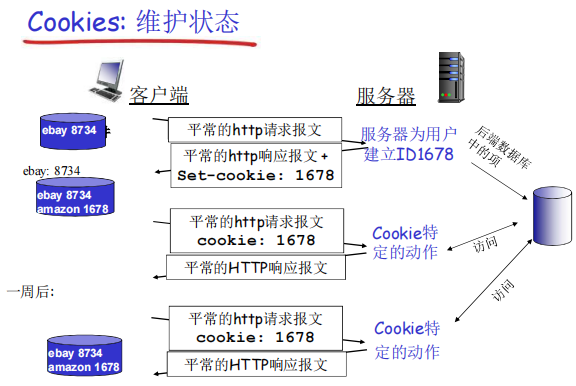 Cookies: 维护状态
客户端
服务器
ebay 8734
平常的http请求报文
服务器为用户
建立ID1678
后端数据库
中的项
平常的http响应报文 +
Set-cookie: 1678
ebay: 8734
ebay 8734
amazon 1678
平常的http请求报文
cookie: 1678
Cookie特
定的动作
访问
平常的HTTP响应报文
一周后:
访问
平常的http请求报文
cookie: 1678
Cookie特
定的动作
ebay 8734
amazon 1678
平常的HTTP响应报文